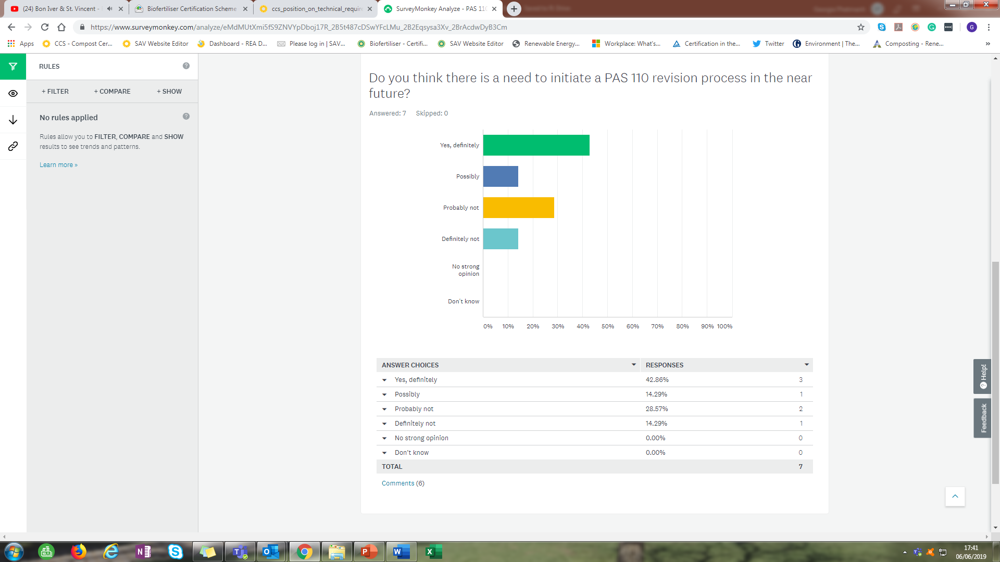 (24) Bon Iver & St. Vincent -
Biofertiliser Certification Scheme
ccs_position_on_technical_require
SurveyMonkey Analyze - PAS 110
https://www.surveymonkey.com/analyze/eMdMUtXmi5fS9ZNVYpDboj17R_2B5t487cDSwYFcLMu_2B2Eqsysa3Xv_2BrAcdwDyB3Cm
G
Apps
CCS - Compost Cer...
SAV Website Editor
Dashboard - REA D...
Please log in | SAV...
Biofertiliser - Certifi...
SAV Website Editor
Renewable Energy...
Workplace: What's...
Certification in the...
Twitter
Environment | The...
Composting - Rene...
»
RULES
+ FILTER
+ COMPARE
+ SHOW
No rules applied
Rules allow you to FILTER, COMPARE and SHOW
results to see trends and patterns.
Learn more »
Do you think there is a need to initiate a PAS 110 revision process in the near
future?
Answered: 7 Skipped: 0
Yes, definitely
Possibly
Probably not
Definitely not
No strong
opinion
Don't know
0% 10% 20% 30% 40% 50% 60% 70% 80% 90% 100%
ANSWER CHOICES RESPONSES
Yes, definitely 42.86% 3
Possibly 14.29% 1
Probably not 28.57% 2
Definitely not 14.29% 1
No strong opinion 0.00% 0
Don't know 0.00% 0
TOTAL 7
Comments (6)
Help!
Feedback
17:41
06/06/2019